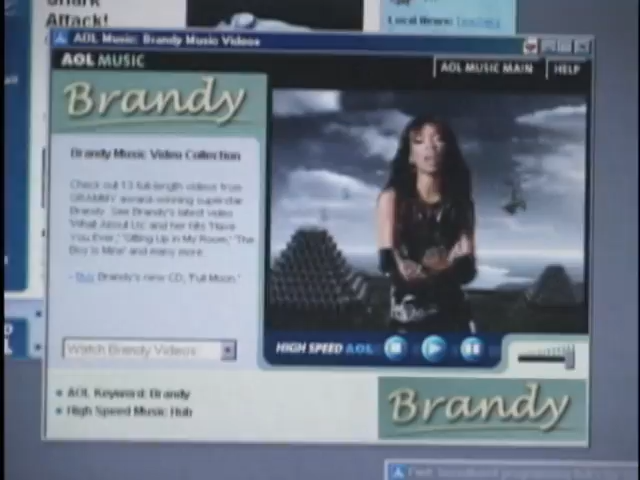 Attack!
Local News:
AOL Music: Brandy Music Videos
AOL MUSIC
AOL MUSIC MAIN
HELP
Brandy
Brandy Music Video Collection
Check out 13 full-length videos from
GRAMMY award-winning superstar
Brandy. See Brandy's latest video
"What About Us" and her hits "Have
You Ever," "Sitting Up in My Room," "The
Boy Is Mine" and many more.
- Buy Brandy's new CD, "Full Moon."
Watch Brandy Videos
HIGH SPEED AOL
AOL Keyword: Brandy
High Speed Music Hub
Brandy